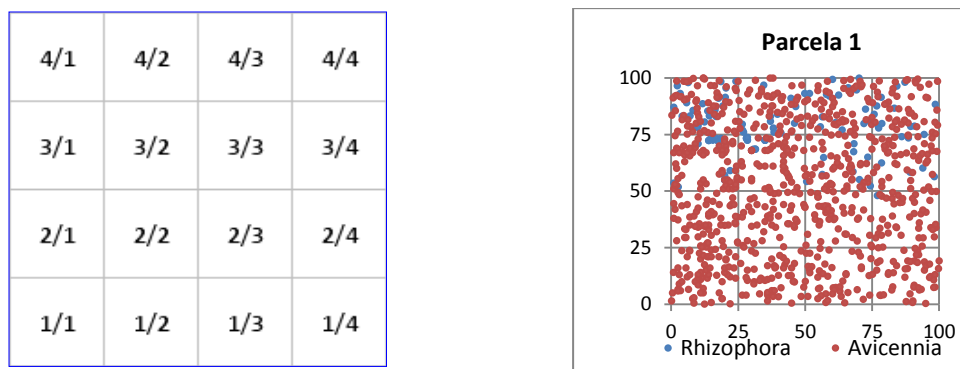 4/1 4/2 4/3 4/4
3/1 3/2 3/3 3/4
2/1 2/2 2/3 2/4
1/1 1/2 1/3 1/4
Parcela 1
100
75
50
25
0
0 25 50 75 100
Rhizophora Avicennia